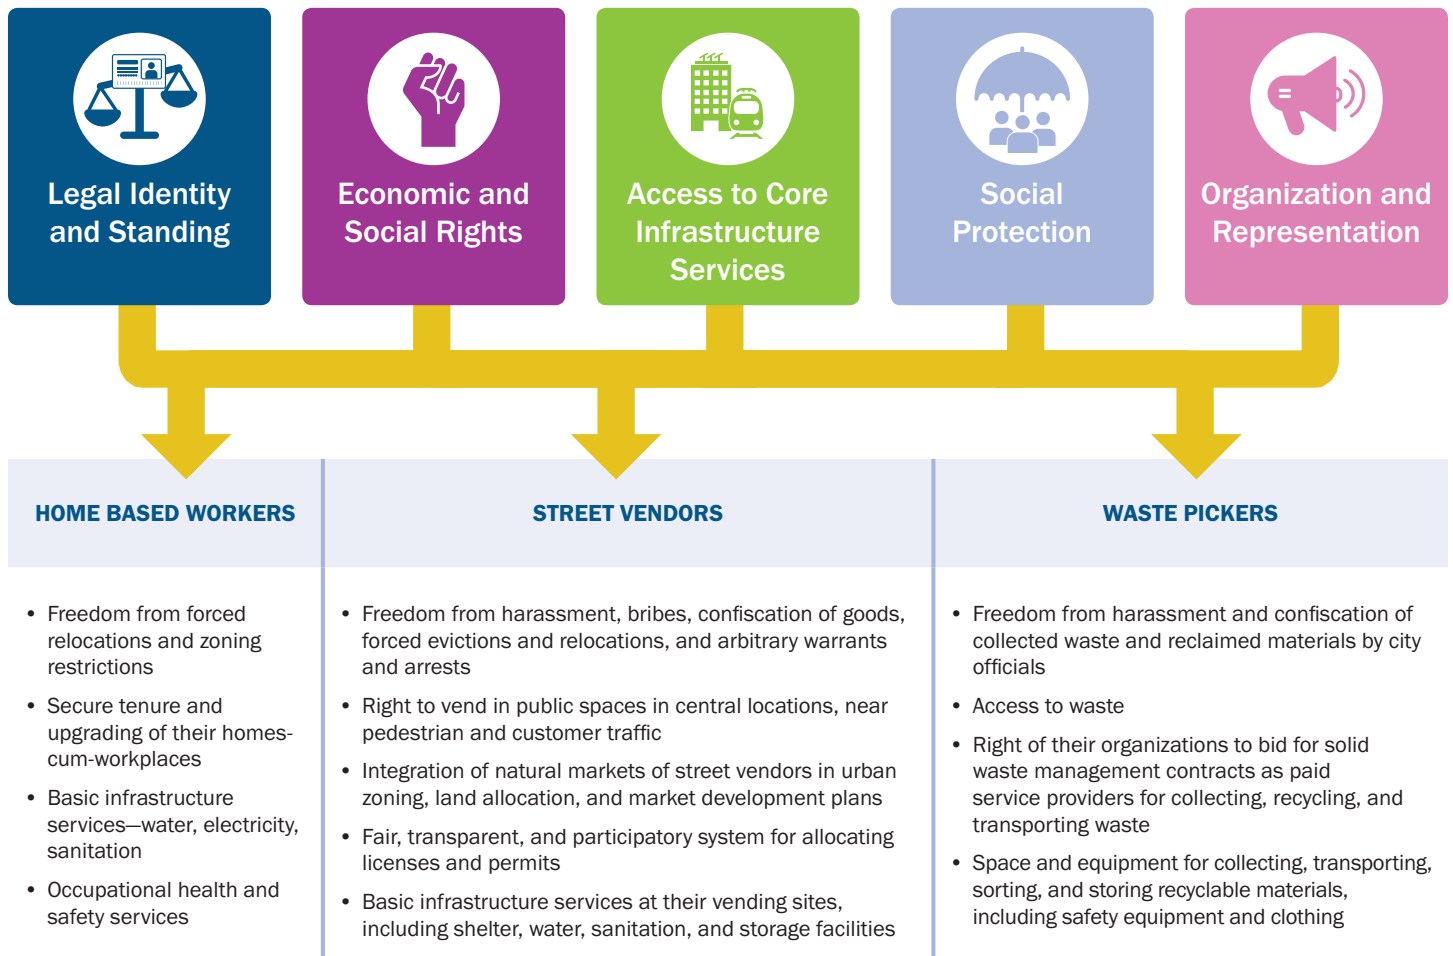 Legal Identity
and Standing
Economic and
Social Rights
Access to Core
Infrastructure
Services
Social
Protection
Organization and
Representation
HOME BASED WORKERS
• Freedom from forced
relocations and zoning
restrictions
• Secure tenure and
upgrading of their homes-
cum-workplaces
• Basic infrastructure
services—water, electricity,
sanitation
• Occupational health and
safety services
STREET VENDORS
• Freedom from harassment, bribes, confiscation of goods,
forced evictions and relocations, and arbitrary warrants
and arrests
• Right to vend in public spaces in central locations, near
pedestrian and customer traffic
• Integration of natural markets of street vendors in urban
zoning, land allocation, and market development plans
• Fair, transparent, and participatory system for allocating
licenses and permits
• Basic infrastructure services at their vending sites,
including shelter, water, sanitation, and storage facilities
WASTE PICKERS
• Freedom from harassment and confiscation of
collected waste and reclaimed materials by city
officials
• Access to waste
• Right of their organizations to bid for solid
waste management contracts as paid
service providers for collecting, recycling, and
transporting waste
• Space and equipment for collecting, transporting,
sorting, and storing recyclable materials,
including safety equipment and clothing